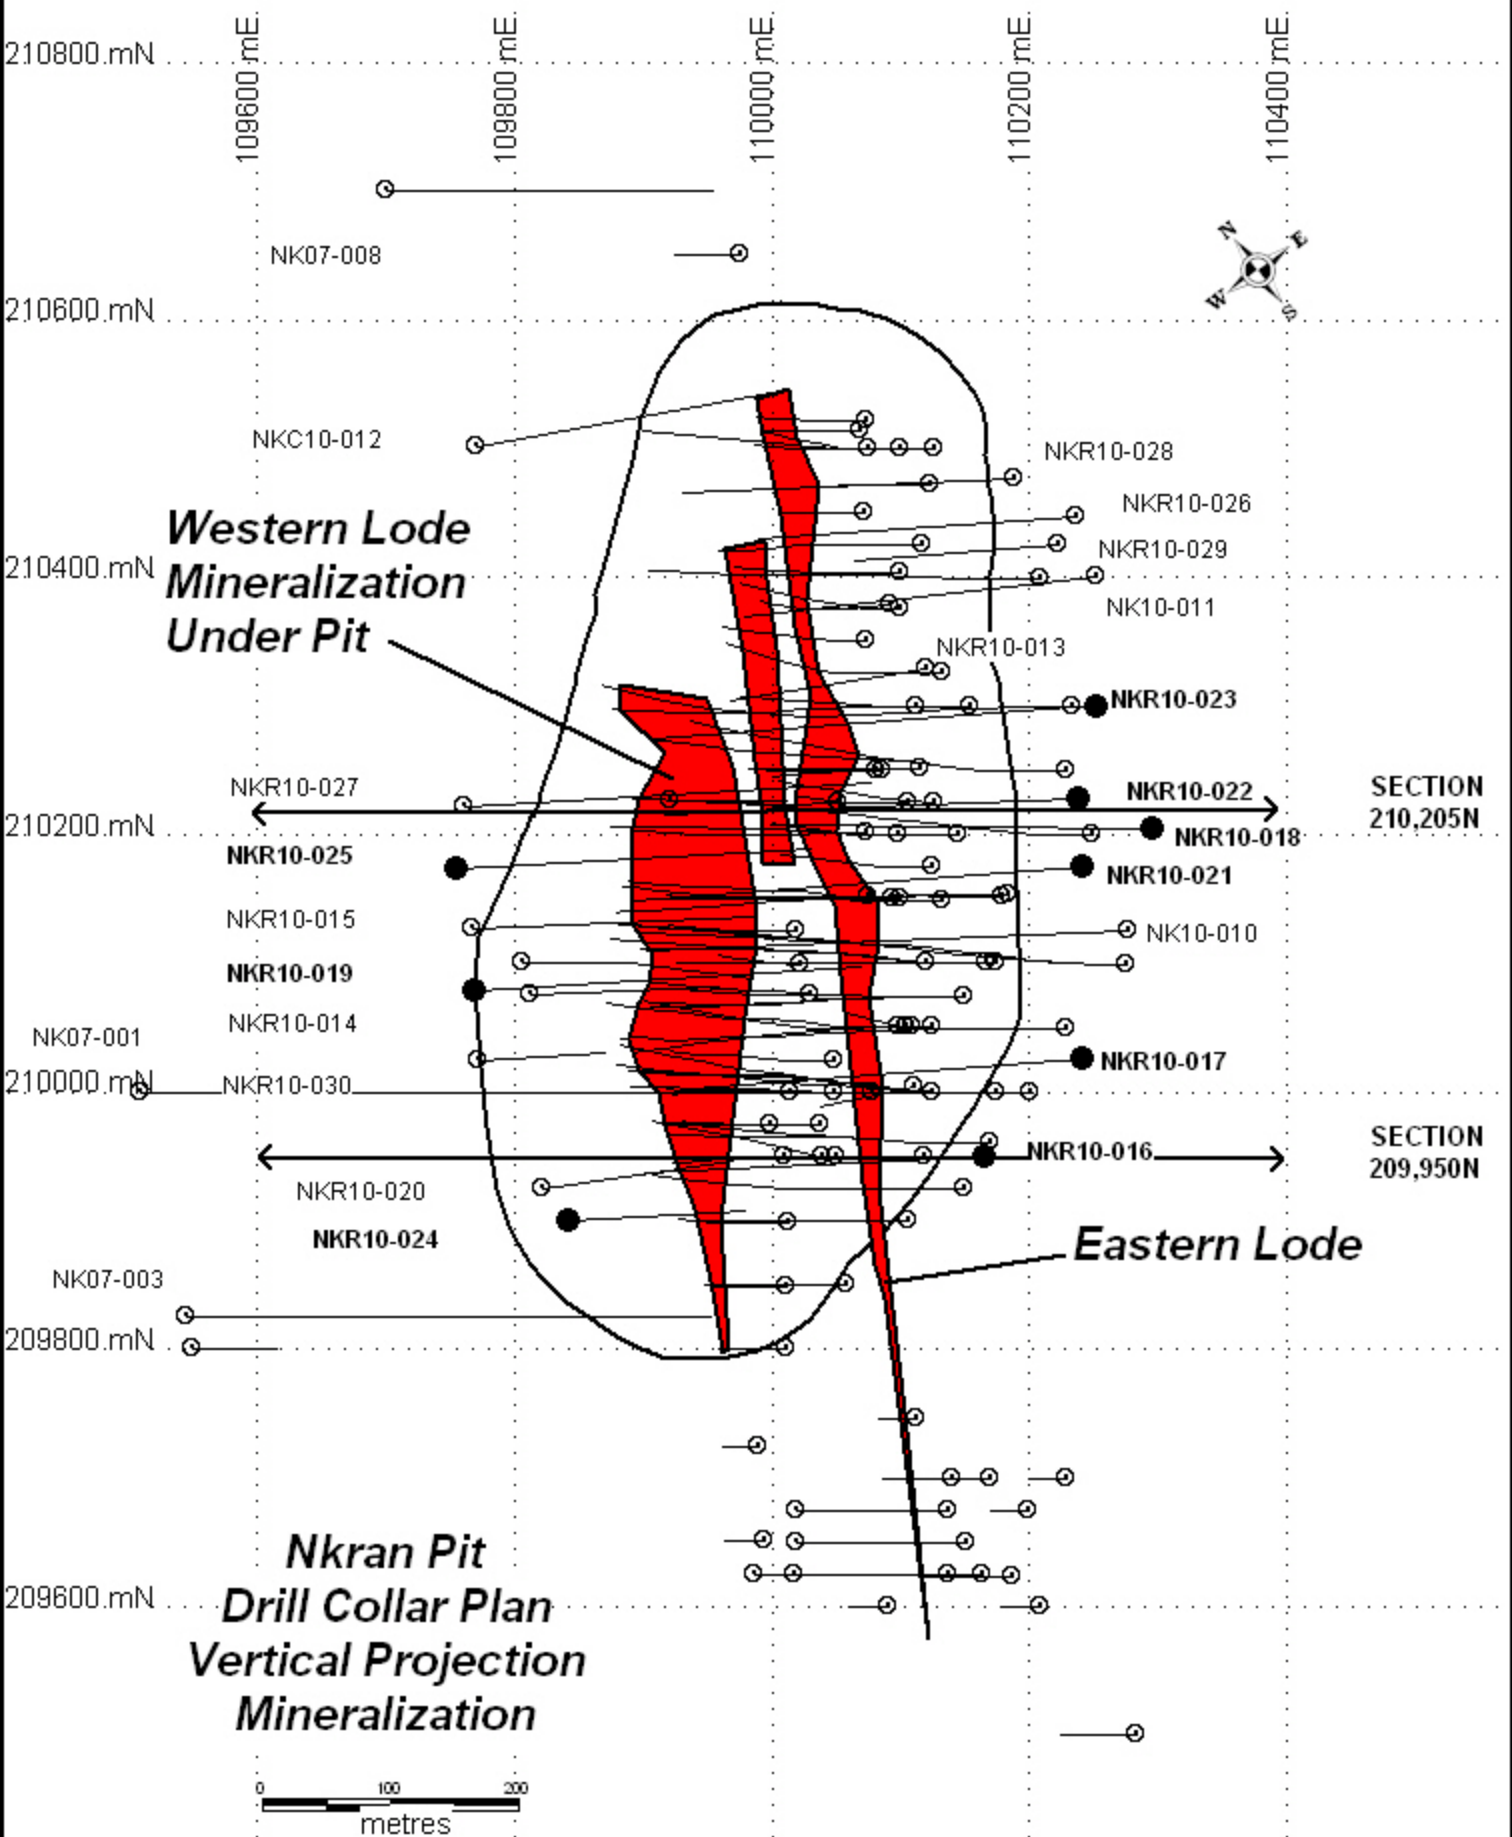 109600 mE
109800 mE
110000 mE
110200 mE
110400 mE
210800 mN
N
E
W
S
NK07-008
210600 mN
NKC10-012
NKR10-028
NKR10-026
Western Lode
Mineralization
Under Pit
NKR10-029
210400 mN
NK10-011
NKR10-013
NKR10-023
NKR10-027
NKR10-022
SECTION
210,205N
210200 mN
NKR10-018
NKR10-025
NKR10-021
NKR10-015
NK10-010
NKR10-019
NKR10-014
NK07-001
NKR10-017
210000 mN
NKR10-030
SECTION
209,950N
NKR10-016
NKR10-020
NKR10-024
Eastern Lode
NK07-003
209800 mN
Nkran Pit
Drill Collar Plan
Vertical Projection
Mineralization
209600 mN
0 100 200
metres